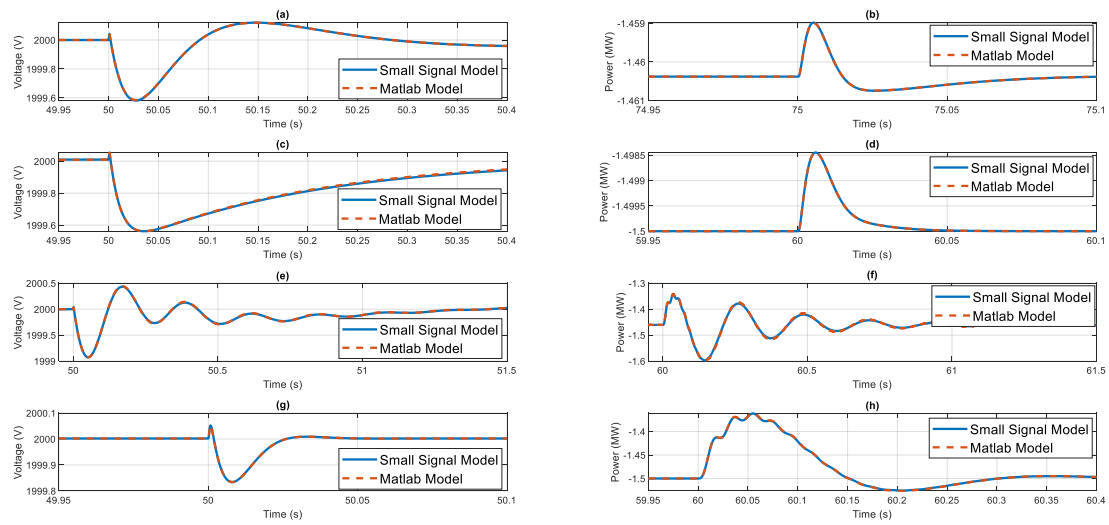 (a)
Voltage (V)
2000
1999.8
1999.6
Small Signal Model
Matlab Model
49.95 50 50.05 50.1 50.15 50.2 50.25 50.3 50.35 50.4
Time (s)
(b)
Power (MW)
-1.459
-1.46
-1.461
Small Signal Model
Matlab Model
74.95 75 75.05 75.1
Time (s)
(c)
Voltage (V)
2000
1999.8
1999.6
Small Signal Model
Matlab Model
49.95 50 50.05 50.1 50.15 50.2 50.25 50.3 50.35 50.4
Time (s)
(d)
Power (MW)
-1.4985
-1.499
-1.4995
-1.5
Small Signal Model
Matlab Model
59.95 60 60.05 60.1
Time (s)
(e)
Voltage (V)
2000.5
2000
1999.5
1999
Small Signal Model
Matlab Model
50 50.5 51 51.5
Time (s)
(f)
Power (MW)
-1.3
-1.4
-1.5
-1.6
Small Signal Model
Matlab Model
60 60.5 61 61.5
Time (s)
(g)
Voltage (V)
2000.1
2000
1999.9
1999.8
Small Signal Model
Matlab Model
49.95 50 50.05 50.1
Time (s)
(h)
Power (MW)
-1.4
-1.45
-1.5
Small Signal Model
Matlab Model
59.95 60 60.05 60.1 60.15 60.2 60.25 60.3 60.35 60.4
Time (s)